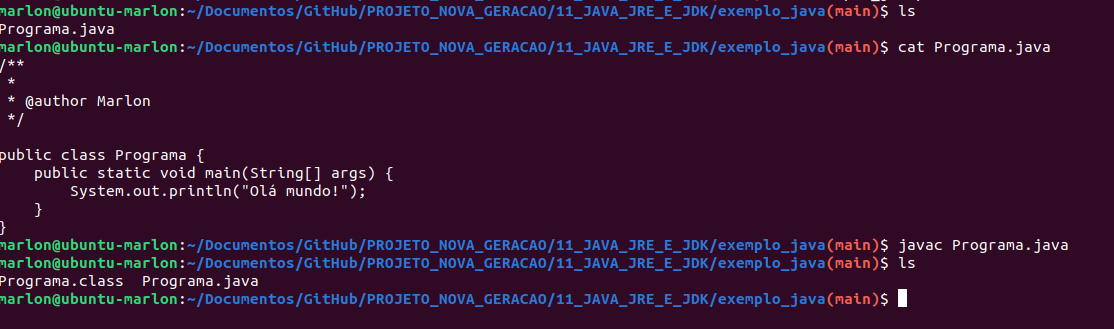 marlon@ubuntu-marlon:~/Documentos/GitHub/PROJETO_NOVA_GERACAO/11_JAVA_JRE_E_JDK/exemplo_java(main)$ ls
Programa.java
marlon@ubuntu-marlon:~/Documentos/GitHub/PROJETO_NOVA_GERACAO/11_JAVA_JRE_E_JDK/exemplo_java(main)$ cat Programa.java
/**
 *
 * @author Marlon
 */
public class Programa {
    public static void main(String[] args) {
        System.out.println("Olá mundo!");
    }
}
marlon@ubuntu-marlon:~/Documentos/GitHub/PROJETO_NOVA_GERACAO/11_JAVA_JRE_E_JDK/exemplo_java(main)$ javac Programa.java
marlon@ubuntu-marlon:~/Documentos/GitHub/PROJETO_NOVA_GERACAO/11_JAVA_JRE_E_JDK/exemplo_java(main)$ ls
Programa.class  Programa.java
marlon@ubuntu-marlon:~/Documentos/GitHub/PROJETO_NOVA_GERACAO/11_JAVA_JRE_E_JDK/exemplo_java(main)$